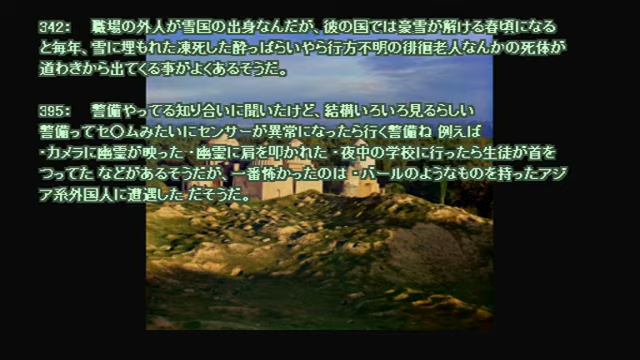 342: 職場の外人が雪国の出身なんだが、彼の国では豪雪が解ける春頃になる
と毎年、雪に埋もれた凍死した酔っぱらいやら行方不明の徘徊老人なんかの死体が
道わきから出てくる事がよくあるそうだ。
395: 警備やってる知り合いに聞いたけど、結構いろいろ見るらしい
警備ってセ〇ムみたいにセンサーが異常になったら行く警備ね 例えば
・カメラに幽霊が映った ・幽霊に肩を叩かれた ・夜中の学校に行ったら生徒が首を
つってた などがあるそうだが、一番怖かったのは ・バールのようなものを持ったアジ
ア系外国人に遭遇した だそうだ。